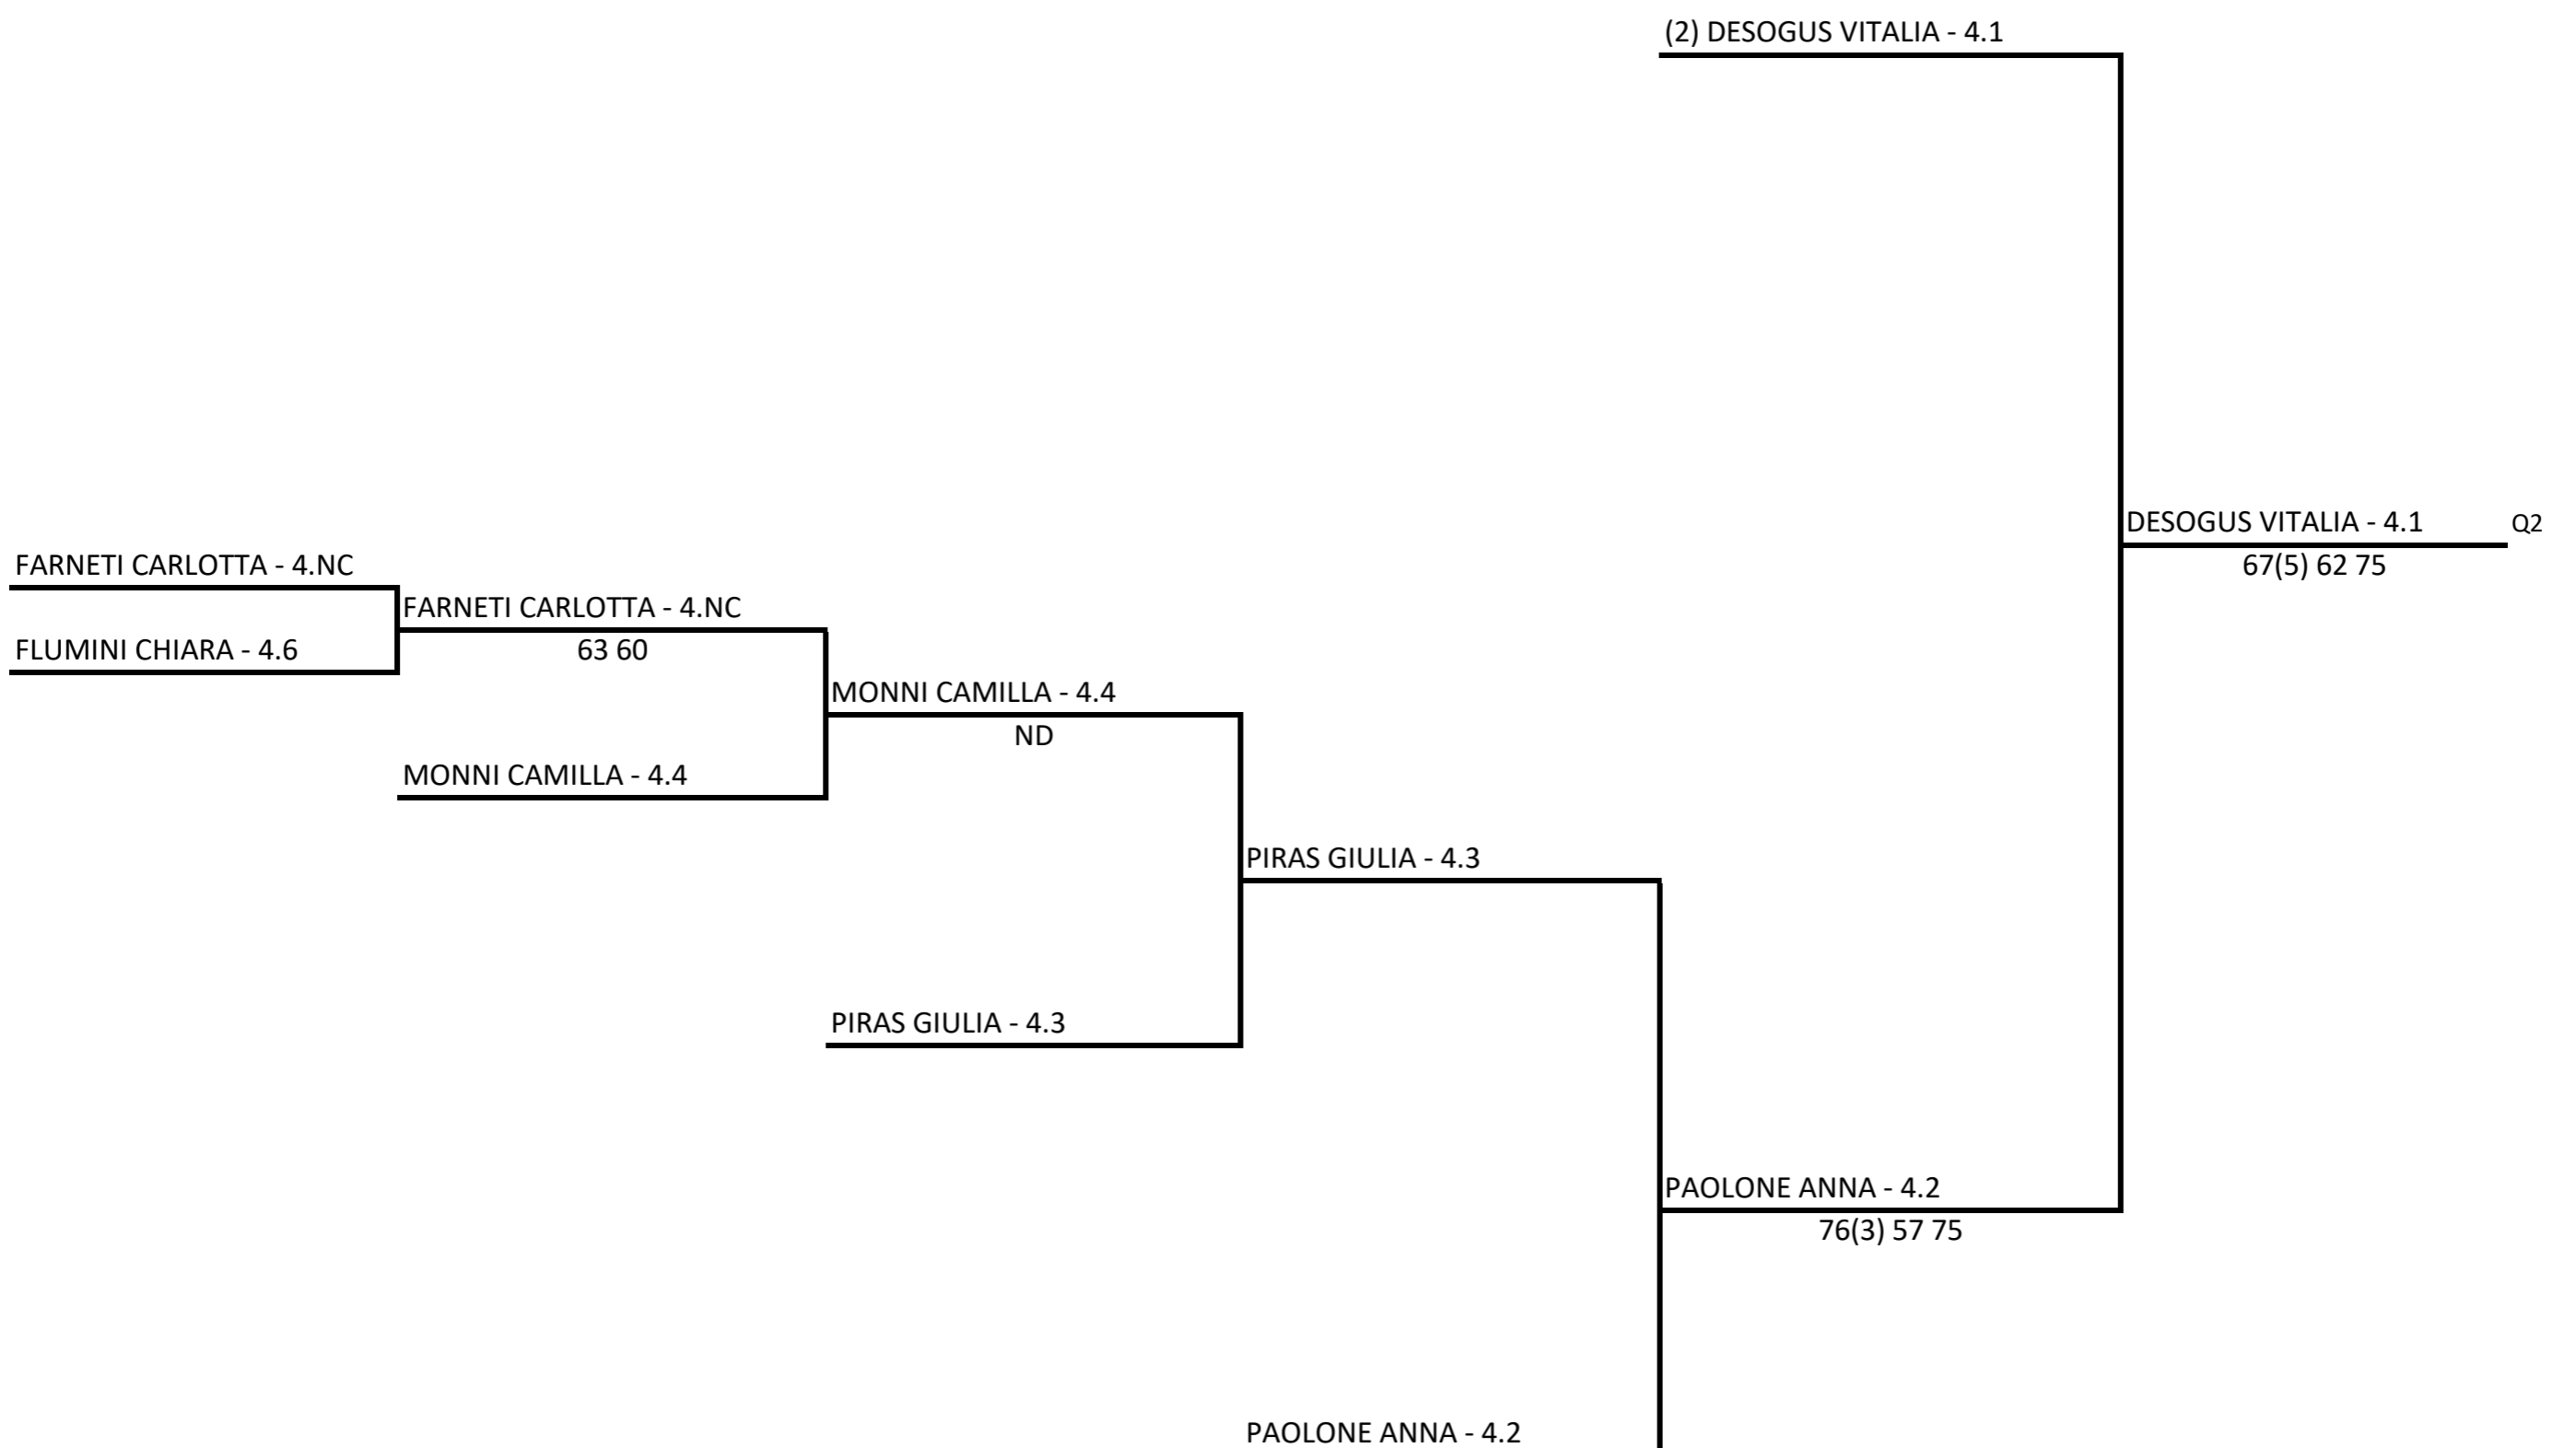 (2) DESOGUS VITALIA - 4.1
DESOGUS VITALIA - 4.1
Q2
67(5) 62 75
FARNETI CARLOTTA - 4.NC
FARNETI CARLOTTA - 4.NC
FLUMINI CHIARA - 4.6
63 60
MONNI CAMILLA - 4.4
ND
MONNI CAMILLA - 4.4
PIRAS GIULIA - 4.3
PIRAS GIULIA - 4.3
PAOLONE ANNA - 4.2
76(3) 57 75
PAOLONE ANNA - 4.2